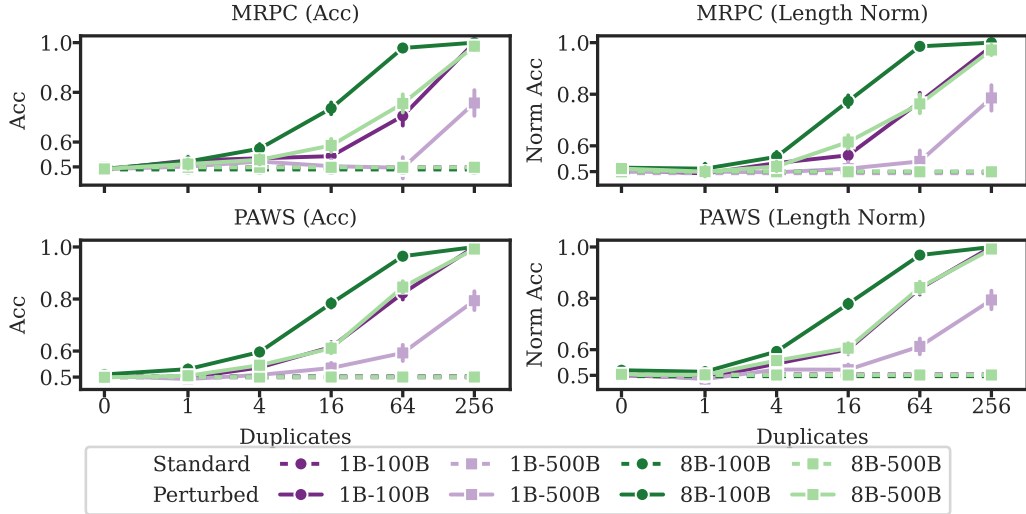 MRPC (Acc)
MRPC (Length Norm)
1.0
0.8
0.6
0.5
Acc
1.0
0.8
0.6
0.5
Norm Acc
PAWS (Acc)
PAWS (Length Norm)
1.0
0.8
0.6
0.5
Acc
0 1 4 16 64 256
Duplicates
1.0
0.8
0.6
0.5
Norm Acc
0 1 4 16 64 256
Duplicates
Standard 1B-100B 1B-500B 8B-100B 8B-500B
Perturbed 1B-100B 1B-500B 8B-100B 8B-500B